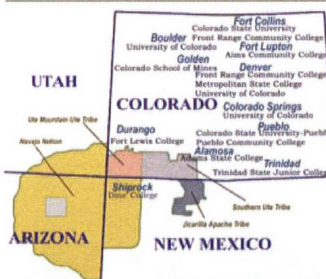 Fort Collins
Colorado State University
Boulder
Front Range Community College
University of Colorado
Fort Lupton
Golden
Aims Community College
Colorado School of Mines
Denver
Front Range Community College
Metropolitan State College
University of Colorado
UTAH
COLORADO
Colorado Springs
University of Colorado
Ute Mountain Ute Tribe
Durango
Fort Lewis College
Pueblo
Colorado State University-Pueblo
Pueblo Community College
Navajo Nation
Alamosa
Adams State College
Trinidad
Trinidad State Junior College
Shiprock
Dine' College
Southern Ute Tribe
Jicarilla Apache Tribe
ARIZONA
NEW MEXICO